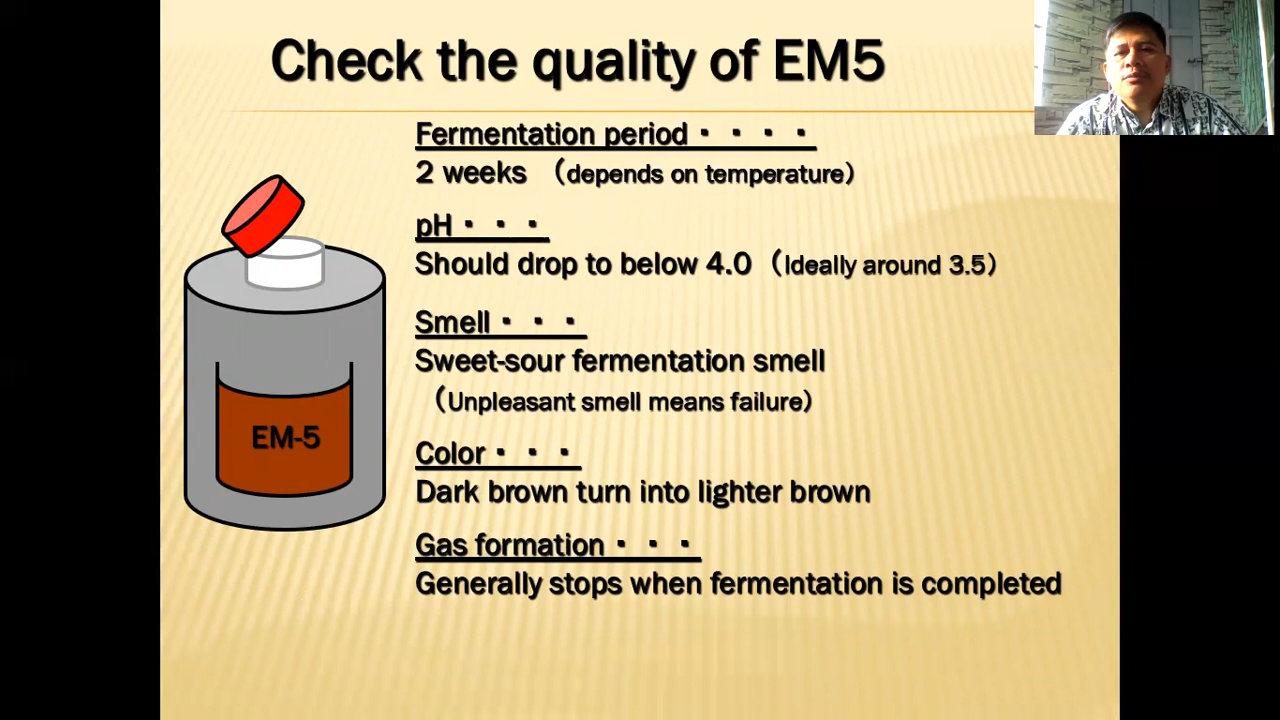 Check the quality of EM5
Fermentation period・・・・
2 weeks （depends on temperature）
pH・・・
Should drop to below 4.0（Ideally around 3.5）
Smell・・・
Sweet-sour fermentation smell
（Unpleasant smell means failure）
Color・・・
Dark brown turn into lighter brown
Gas formation・・・
Generally stops when fermentation is completed
EM-5